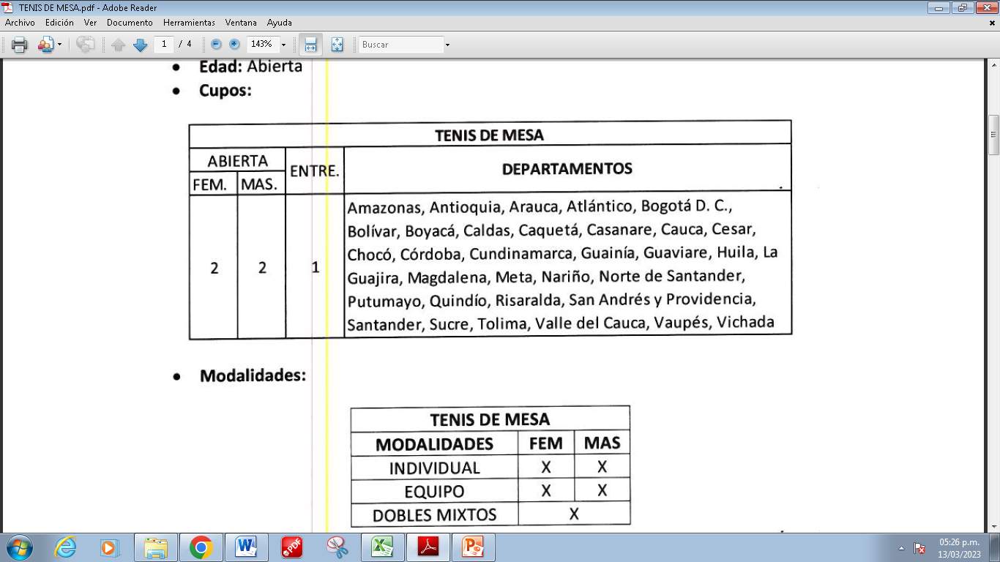 TENIS DE MESA.pdf - Adobe Reader
Archivo Edición Ver Documento Herramientas Ventana Ayuda
1 / 4 143% Buscar
• Edad: Abierta
• Cupos:
TENIS DE MESA
ABIERTA ENTRE. DEPARTAMENTOS
FEM. MAS.
2 2 1
Amazonas, Antioquia, Arauca, Atlántico, Bogotá D. C.,
Bolívar, Boyacá, Caldas, Caquetá, Casanare, Cauca, Cesar,
Chocó, Córdoba, Cundinamarca, Guainía, Guaviare, Huila, La
Guajira, Magdalena, Meta, Nariño, Norte de Santander,
Putumayo, Quindío, Risaralda, San Andrés y Providencia,
Santander, Sucre, Tolima, Valle del Cauca, Vaupés, Vichada
• Modalidades:
TENIS DE MESA
MODALIDADES FEM MAS
INDIVIDUAL X X
EQUIPO X X
DOBLES MIXTOS X
05:26 p.m.
13/03/2023